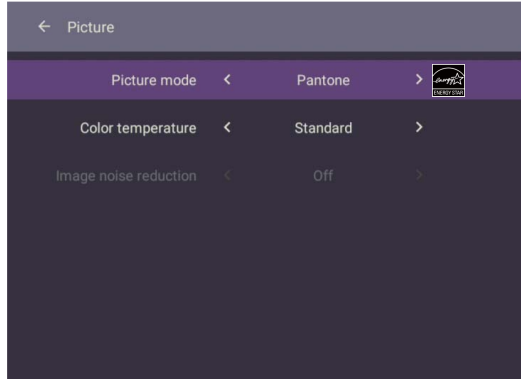 Picture
Picture mode Pantone
energy
ENERGY STAR
Color temperature Standard
Image noise reduction Off